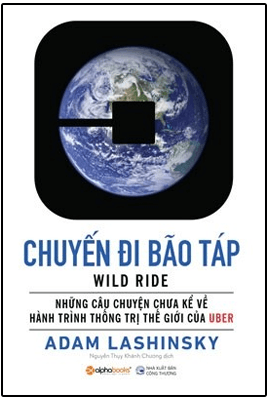 CHUYẾN ĐI BÃO TÁP
WILD RIDE
NHỮNG CÂU CHUYỆN CHƯA KỂ VỀ
HÀNH TRÌNH THỐNG TRỊ THẾ GIỚI CỦA UBER
ADAM LASHINSKY
Nguyễn Thụy Khánh Chương dịch
alphabooks
NHÀ XUẤT BẢN
CÔNG THƯƠNG